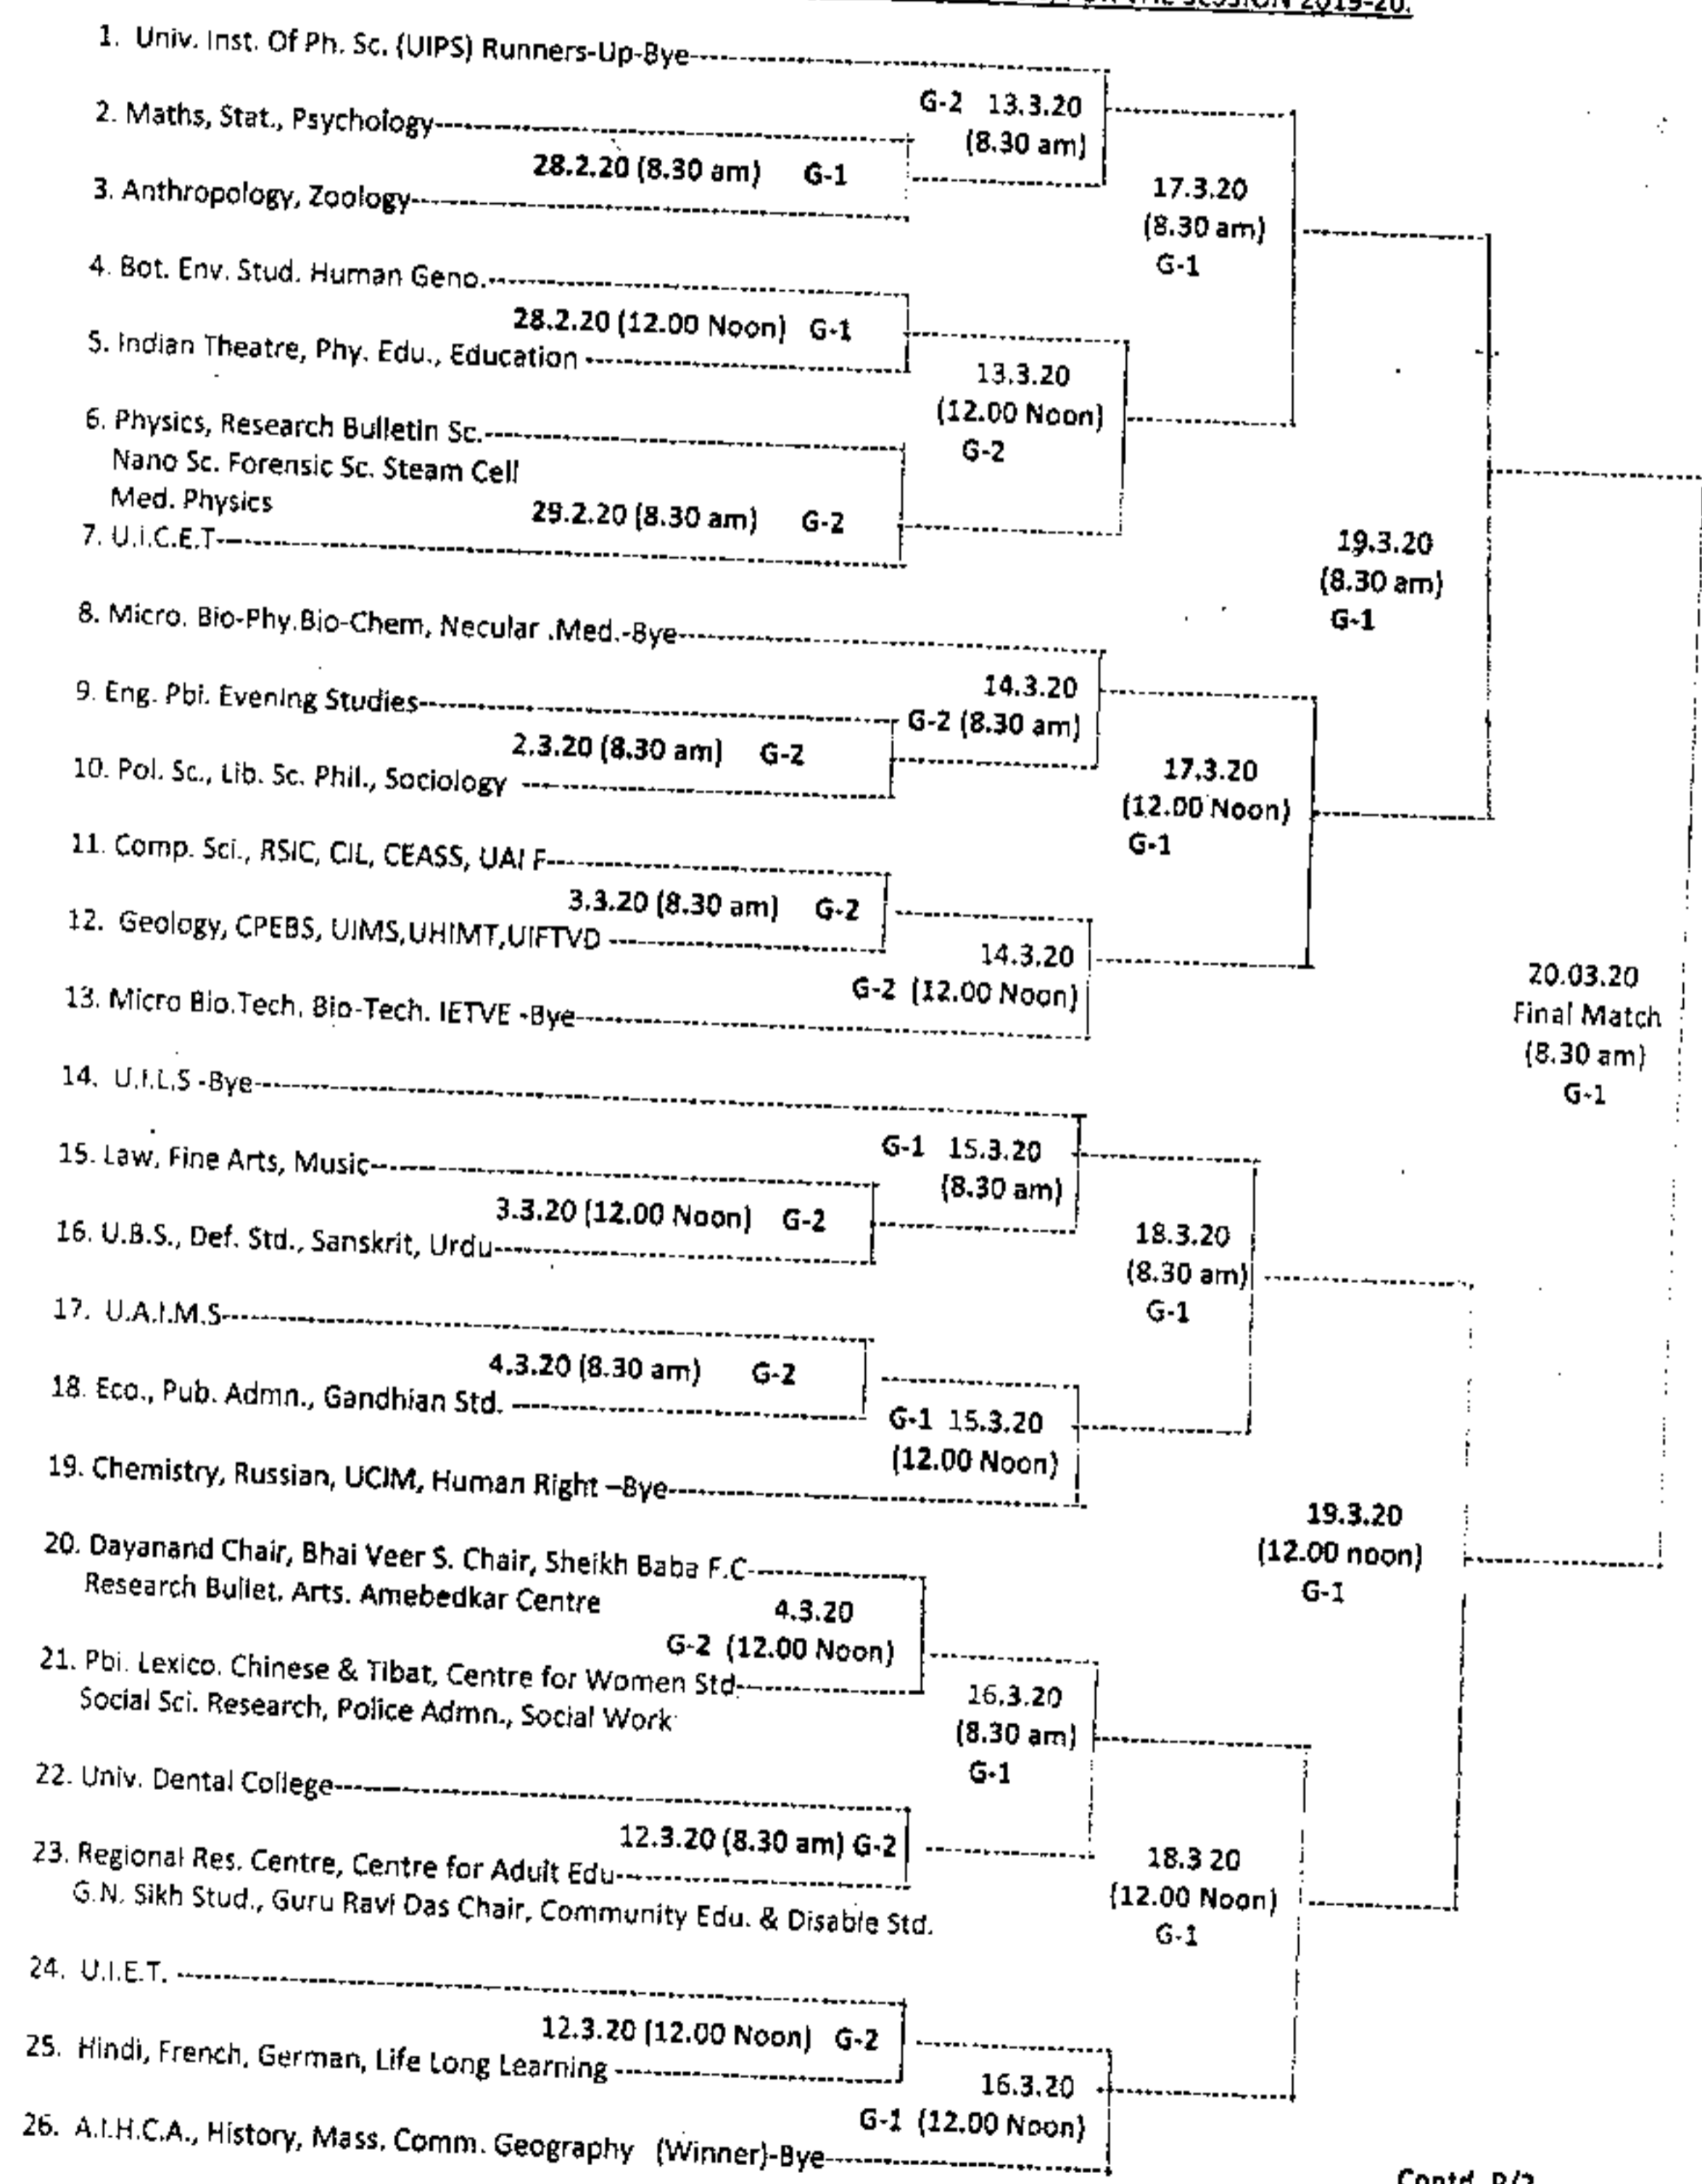 FOR THE SESSION 2019-20.
1. Univ. Inst. Of Ph. Sc. (UIPS) Runners-Up-Bye
G-2 13.3.20
(8.30 am)
2. Maths, Stat., Psychology
28.2.20 (8.30 am) G-1
3. Anthropology, Zoology
17.3.20
(8.30 am)
G-1
4. Bot. Env. Stud. Human Geno.
28.2.20 (12.00 Noon) G-1
5. Indian Theatre, Phy. Edu., Education
13.3.20
(12.00 Noon)
G-2
6. Physics, Research Bulletin Sc.
Nano Sc. Forensic Sc. Steam Cell
Med. Physics
29.2.20 (8.30 am) G-2
7. U.I.C.E.T
19.3.20
(8.30 am)
G-1
8. Micro. Bio-Phy.Bio-Chem, Necular .Med.-Bye
14.3.20
G-2 (8.30 am)
9. Eng. Pbi. Evening Studies
2.3.20 (8.30 am) G-2
10. Pol. Sc., Lib. Sc. Phil., Sociology
17.3.20
(12.00 Noon)
G-1
11. Comp. Sci., RSIC, CIL, CEASS, UAI F
3.3.20 (8.30 am) G-2
12. Geology, CPEBS, UIMS,UHIMT,UIFTVD
14.3.20
G-2 (12.00 Noon)
13. Micro Bio.Tech. Bio-Tech. IETVE -Bye
20.03.20
Final Match
(8.30 am)
G-1
14. U.I.L.S -Bye
G-1 15.3.20
(8.30 am)
15. Law, Fine Arts, Music
3.3.20 (12.00 Noon) G-2
16. U.B.S., Def. Std., Sanskrit, Urdu
18.3.20
(8.30 am)
G-1
17. U.A.I.M.S
4.3.20 (8.30 am) G-2
18. Eco., Pub. Admn., Gandhian Std.
G-1 15.3.20
(12.00 Noon)
19. Chemistry, Russian, UCIM, Human Right –Bye
19.3.20
(12.00 noon)
G-1
20. Dayanand Chair, Bhai Veer S. Chair, Sheikh Baba F.C
Research Bullet. Arts. Amebedkar Centre
4.3.20
G-2 (12.00 Noon)
21. Pbi. Lexico. Chinese & Tibat, Centre for Women Std.
Social Sci. Research, Police Admn., Social Work
16.3.20
(8.30 am)
G-1
22. Univ. Dental College
12.3.20 (8.30 am) G-2
23. Regional Res. Centre, Centre for Adult Edu
G.N. Sikh Stud., Guru Ravi Das Chair, Community Edu. & Disable Std.
18.3 20
(12.00 Noon)
G-1
24. U.I.E.T.
12.3.20 (12.00 Noon) G-2
25. Hindi, French, German, Life Long Learning
16.3.20
G-1 (12.00 Noon)
26. A.I.H.C.A., History, Mass. Comm. Geography (Winner)-Bye
Contd. P/2